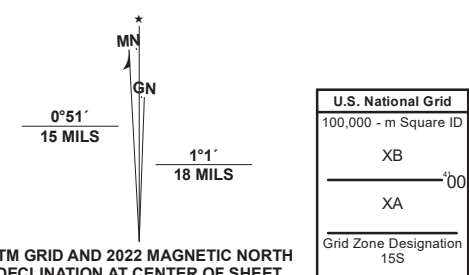 ★
MN
GN
0°51´
15 MILS
1°1´
18 MILS
TM GRID AND 2022 MAGNETIC NORTH
DECLINATION AT CENTER OF SHEET
U.S. National Grid
100,000 - m Square ID
XB
4100
XA
Grid Zone Designation
15S